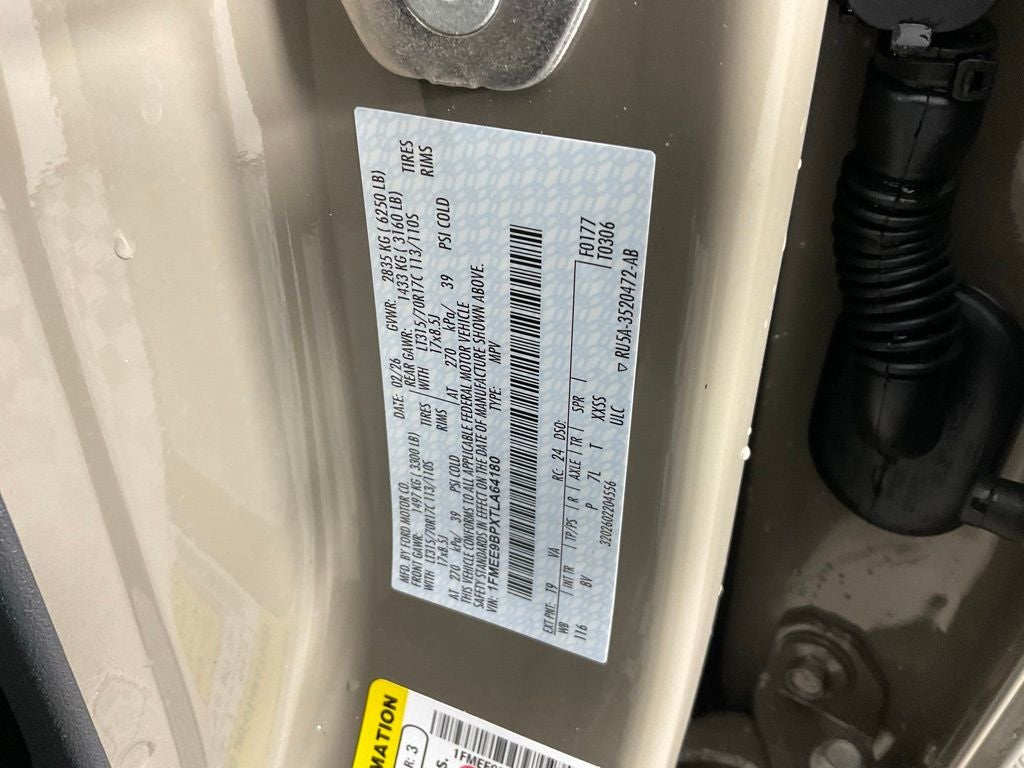 MFD. BY FORD MOTOR CO.
DATE: 02/26 GVWR: 2835 KG ( 6250 LB)
FRONT GAWR: 1497 KG ( 3300 LB) REAR GAWR: 1433 KG ( 3160 LB)
WITH LT315/70R17C 113/110S TIRES WITH LT315/70R17C 113/110S TIRES
17x8.5J RIMS 17x8.5J RIMS
AT 270 kPa/ 39 PSI COLD AT 270 kPa/ 39 PSI COLD
THIS VEHICLE CONFORMS TO ALL APPLICABLE FEDERAL MOTOR VEHICLE
SAFETY STANDARDS IN EFFECT ON THE DATE OF MANUFACTURE SHOWN ABOVE.
VIN: 1FMEE9BPXTLA64180 TYPE: MPV
EXT PNT: T9 VA RC: 24 DSO: F0177
WB INT TR TP/PS R AXLE TR SPR T0306
116 BV P 7L T XXSS
3202602204556 ULC
▽ RU5A-3520472-AB
MATION
R: 3
S.